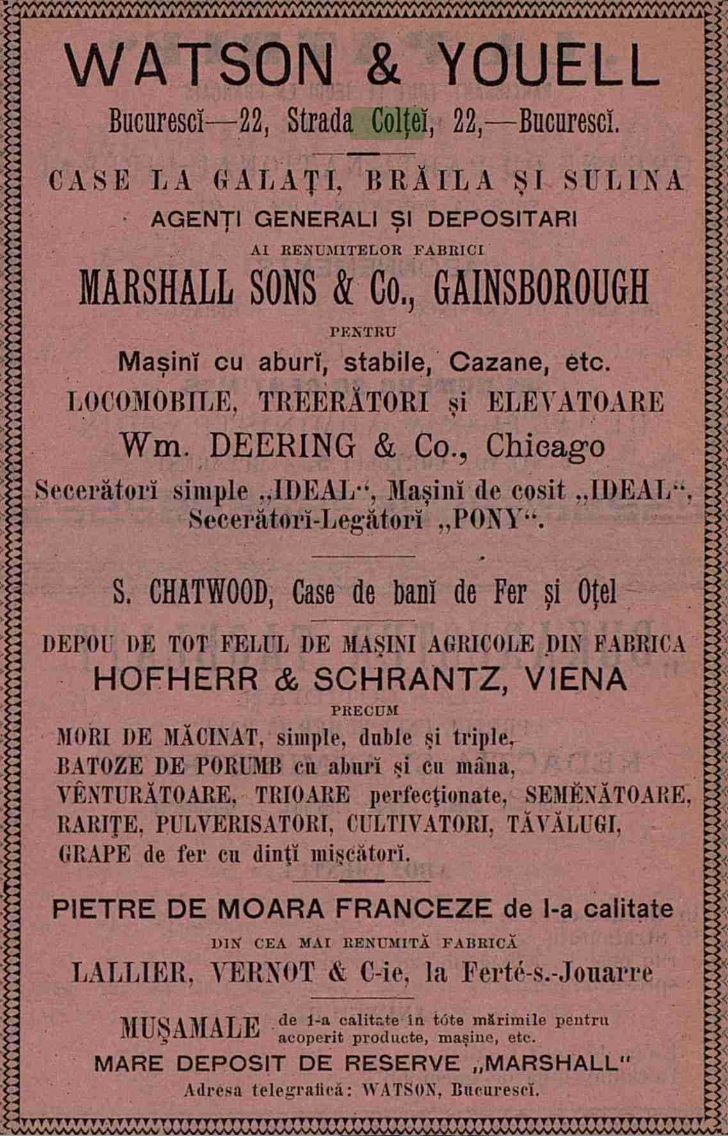 WATSON & YOUELL
Bucurescĭ—22, Strada Colțeĭ, 22,—Bucurescĭ.
CASE LA GALAȚI, BRĂILA ȘI SULINA
AGENȚI GENERALI ȘI DEPOSITARI
AI RENUMITELOR FABRICI
MARSHALL SONS & Co., GAINSBOROUGH
PENTRU
Mașinĭ cu aburĭ, stabile, Cazane, etc.
LOCOMOBILE, TREERĂTORI și ELEVATOARE
Wm. DEERING & Co., Chicago
Secerătorĭ simple „IDEAL“, Mașinĭ de cosit „IDEAL“,
Secerătorĭ-Legătorĭ „PONY“.
S. CHATWOOD, Case de banĭ de Fer și Oțel
DEPOU DE TOT FELUL DE MAȘINI AGRICOLE DIN FABRICA
HOFHERR & SCHRANTZ, VIENA
PRECUM
MORI DE MĂCINAT, simple, duble și triple,
BATOZE DE PORUMB cu aburĭ și cu mâna,
VÊNTURĂTOARE, TRIOARE perfecționate, SEMĔNĂTOARE,
RARIȚE, PULVERISATORI, CULTIVATORI, TĂVĂLUGI,
GRAPE de fer cu dințĭ mișcătorĭ.
PIETRE DE MOARA FRANCEZE de I-a calitate
DIN CEA MAI RENUMITĂ FABRICĂ
LALLIER, VERNOT & C-ie, la Ferté-s.-Jouarre
MUȘAMALE de I-a calitate in tóte mărimile pentru
acoperit producte, mașine, etc.
MARE DEPOSIT DE RESERVE „MARSHALL"
Adresa telegrafică: WATSON, Bucurescĭ.